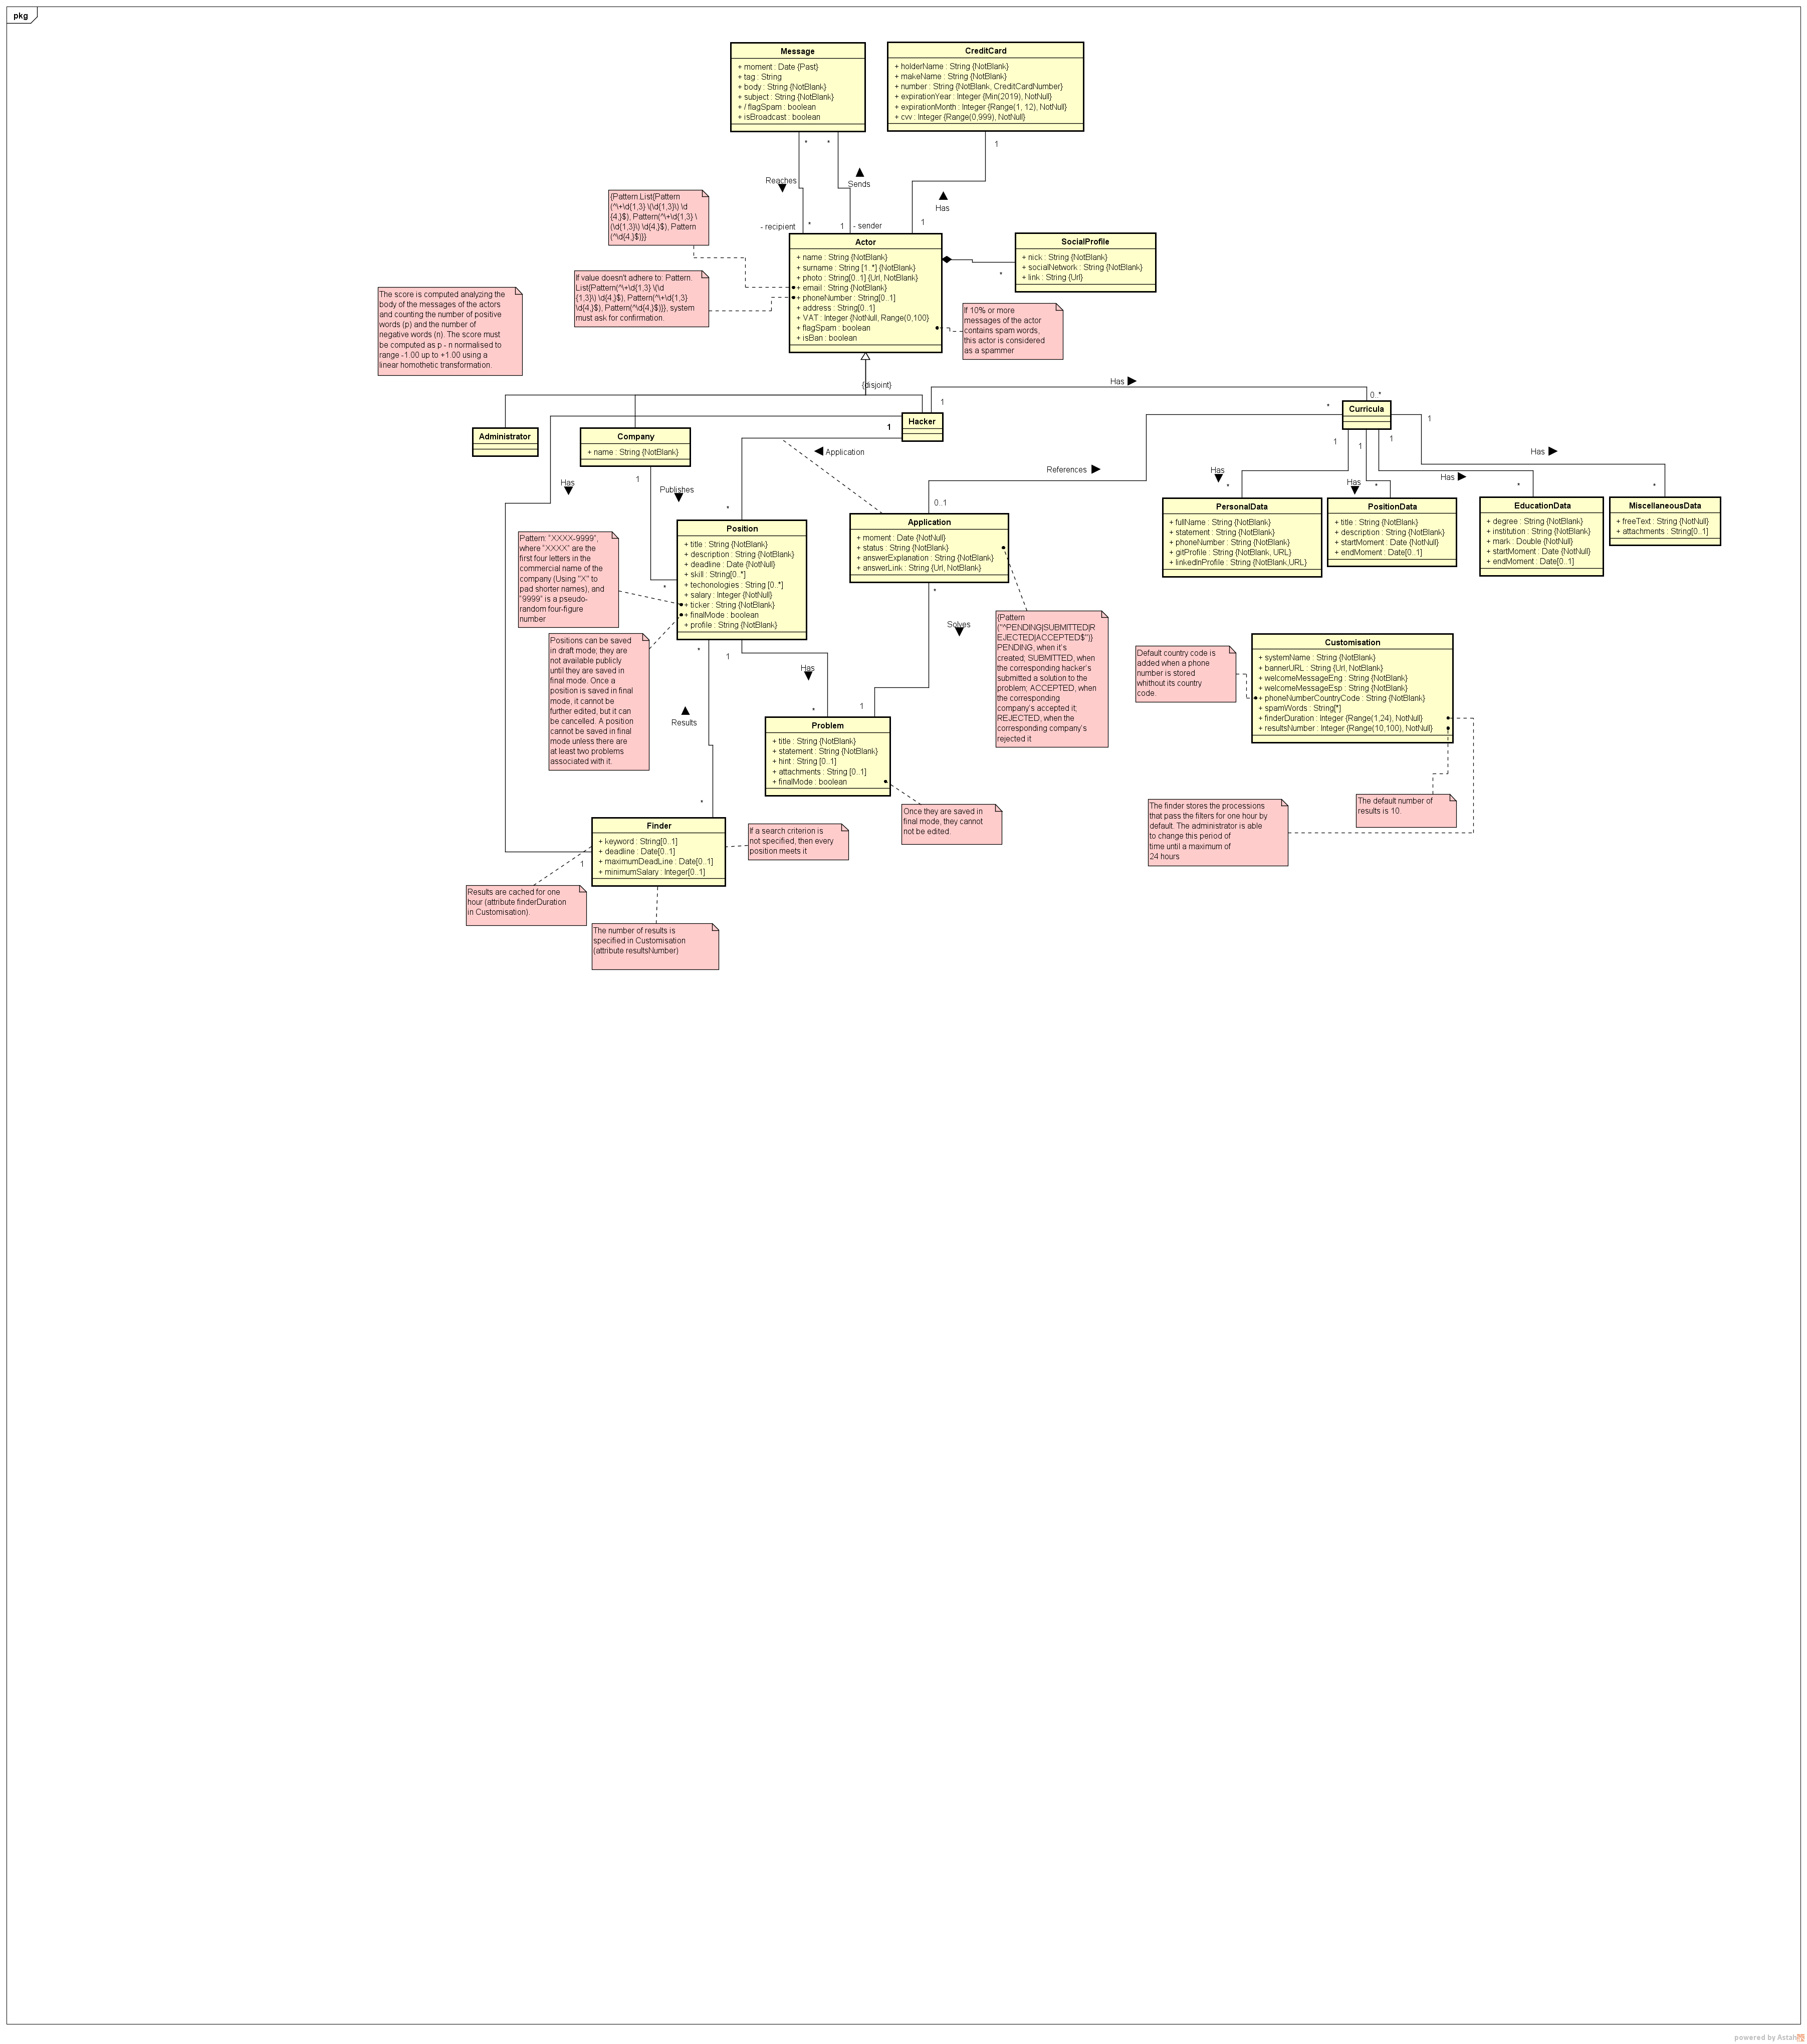 pkg
Message
+ moment : Date {Past}
+ tag : String
+ body : String {NotBlank}
+ subject : String {NotBlank}
+ / flagSpam : boolean
+ isBroadcast : boolean
CreditCard
+ holderName : String {NotBlank}
+ makeName : String {NotBlank}
+ number : String {NotBlank, CreditCardNumber}
+ expirationYear : Integer {Min(2019), NotNull}
+ expirationMonth : Integer {Range(1, 12), NotNull}
+ cvv : Integer {Range(0,999), NotNull}
*
*
1
Reaches
Sends
Has
- recipient
*
1
- sender
1
{Pattern.List{Pattern
(^\+\d{1,3} \(\d{1,3}\) \d
{4,}$), Pattern(^\+\d{1,3} \
(\d{1,3}\) \d{4,}$), Pattern
(^\d{4,}$)}}
If value doesn't adhere to: Pattern.
List{Pattern(^\+\d{1,3} \(\d
{1,3}\) \d{4,}$), Pattern(^\+\d{1,3}
\d{4,}$), Pattern(^\d{4,}$)}}, system
must ask for confirmation.
The score is computed analyzing the
body of the messages of the actors
and counting the number of positive
words (p) and the number of
negative words (n). The score must
be computed as p - n normalised to
range -1.00 up to +1.00 using a
linear homothetic transformation.
Actor
+ name : String {NotBlank}
+ surname : String [1..*] {NotBlank}
+ photo : String[0..1] {Url, NotBlank}
+ email : String {NotBlank}
+ phoneNumber : String[0..1]
+ address : String[0..1]
+ VAT : Integer {NotNull, Range(0,100}
+ flagSpam : boolean
+ isBan : boolean
SocialProfile
+ nick : String {NotBlank}
+ socialNetwork : String {NotBlank}
+ link : String {Url}
*
If 10% or more
messages of the actor
contains spam words,
this actor is considered
as a spammer
{disjoint}
Has
1
0..*
*
Administrator
Company
+ name : String {NotBlank}
Hacker
1
Curricula
1
1
1
1
Application
References
Has
Has
Has
Has
Has
1
Publishes
*
0..1
*
*
*
*
PersonalData
+ fullName : String {NotBlank}
+ statement : String {NotBlank}
+ phoneNumber : String {NotBlank}
+ gitProfile : String {NotBlank, URL}
+ linkedInProfile : String {NotBlank,URL}
PositionData
+ title : String {NotBlank}
+ description : String {NotBlank}
+ startMoment : Date {NotNull}
+ endMoment : Date[0..1]
EducationData
+ degree : String {NotBlank}
+ institution : String {NotBlank}
+ mark : Double {NotNull}
+ startMoment : Date {NotNull}
+ endMoment : Date[0..1]
MiscellaneousData
+ freeText : String {NotNull}
+ attachments : String[0..1]
Pattern: "XXXX-9999",
where "XXXX" are the
first four letters in the
commercial name of the
company (Using "X" to
pad shorter names), and
"9999" is a pseudo-
random four-figure
number
Position
+ title : String {NotBlank}
+ description : String {NotBlank}
+ deadline : Date {NotNull}
+ skill : String[0..*]
+ techonologies : String [0..*]
+ salary : Integer {NotNull}
+ ticker : String {NotBlank}
+ finalMode : boolean
+ profile : String {NotBlank}
*
Application
+ moment : Date {NotNull}
+ status : String {NotBlank}
+ answerExplanation : String {NotBlank}
+ answerLink : String {Url, NotBlank}
*
Positions can be saved
in draft mode; they are
not available publicly
until they are saved in
final mode. Once a
position is saved in final
mode, it cannot be
further edited, but it can
be cancelled. A position
cannot be saved in final
mode unless there are
at least two problems
associated with it.
*
1
Has
Solves
Results
*
1
{Pattern
("^PENDING|SUBMITTED|R
EJECTED|ACCEPTED$")}
PENDING, when it's
created; SUBMITTED, when
the corresponding hacker's
submitted a solution to the
problem; ACCEPTED, when
the corresponding
company's accepted it;
REJECTED, when the
corresponding company's
rejected it
Default country code is
added when a phone
number is stored
whithout its country
code.
Customisation
+ systemName : String {NotBlank}
+ bannerURL : String {Url, NotBlank}
+ welcomeMessageEng : String {NotBlank}
+ welcomeMessageEsp : String {NotBlank}
+ phoneNumberCountryCode : String {NotBlank}
+ spamWords : String[*]
+ finderDuration : Integer {Range(1,24), NotNull}
+ resultsNumber : Integer {Range(10,100), NotNull}
Problem
+ title : String {NotBlank}
+ statement : String {NotBlank}
+ hint : String [0..1]
+ attachments : String [0..1]
+ finalMode : boolean
Once they are saved in
final mode, they cannot
not be edited.
The finder stores the processions
that pass the filters for one hour by
default. The administrator is able
to change this period of
time until a maximum of
24 hours
The default number of
results is 10.
*
Finder
+ keyword : String[0..1]
+ deadline : Date[0..1]
+ maximumDeadLine : Date[0..1]
+ minimumSalary : Integer[0..1]
1
If a search criterion is
not specified, then every
position meets it
Results are cached for one
hour (attribute finderDuration
in Customisation).
The number of results is
specified in Customisation
(attribute resultsNumber)
powered by Astah